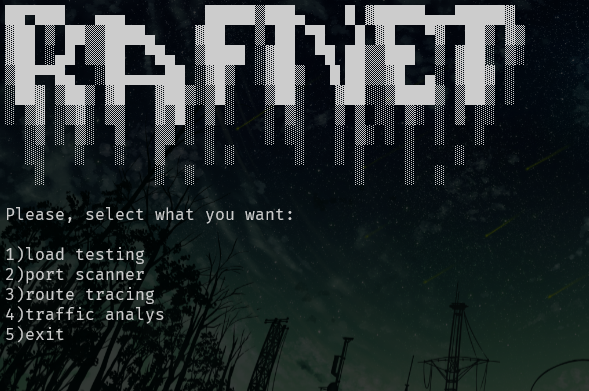 RAFNET
Please, select what you want:
1)load testing
2)port scanner
3)route tracing
4)traffic analys
5)exit